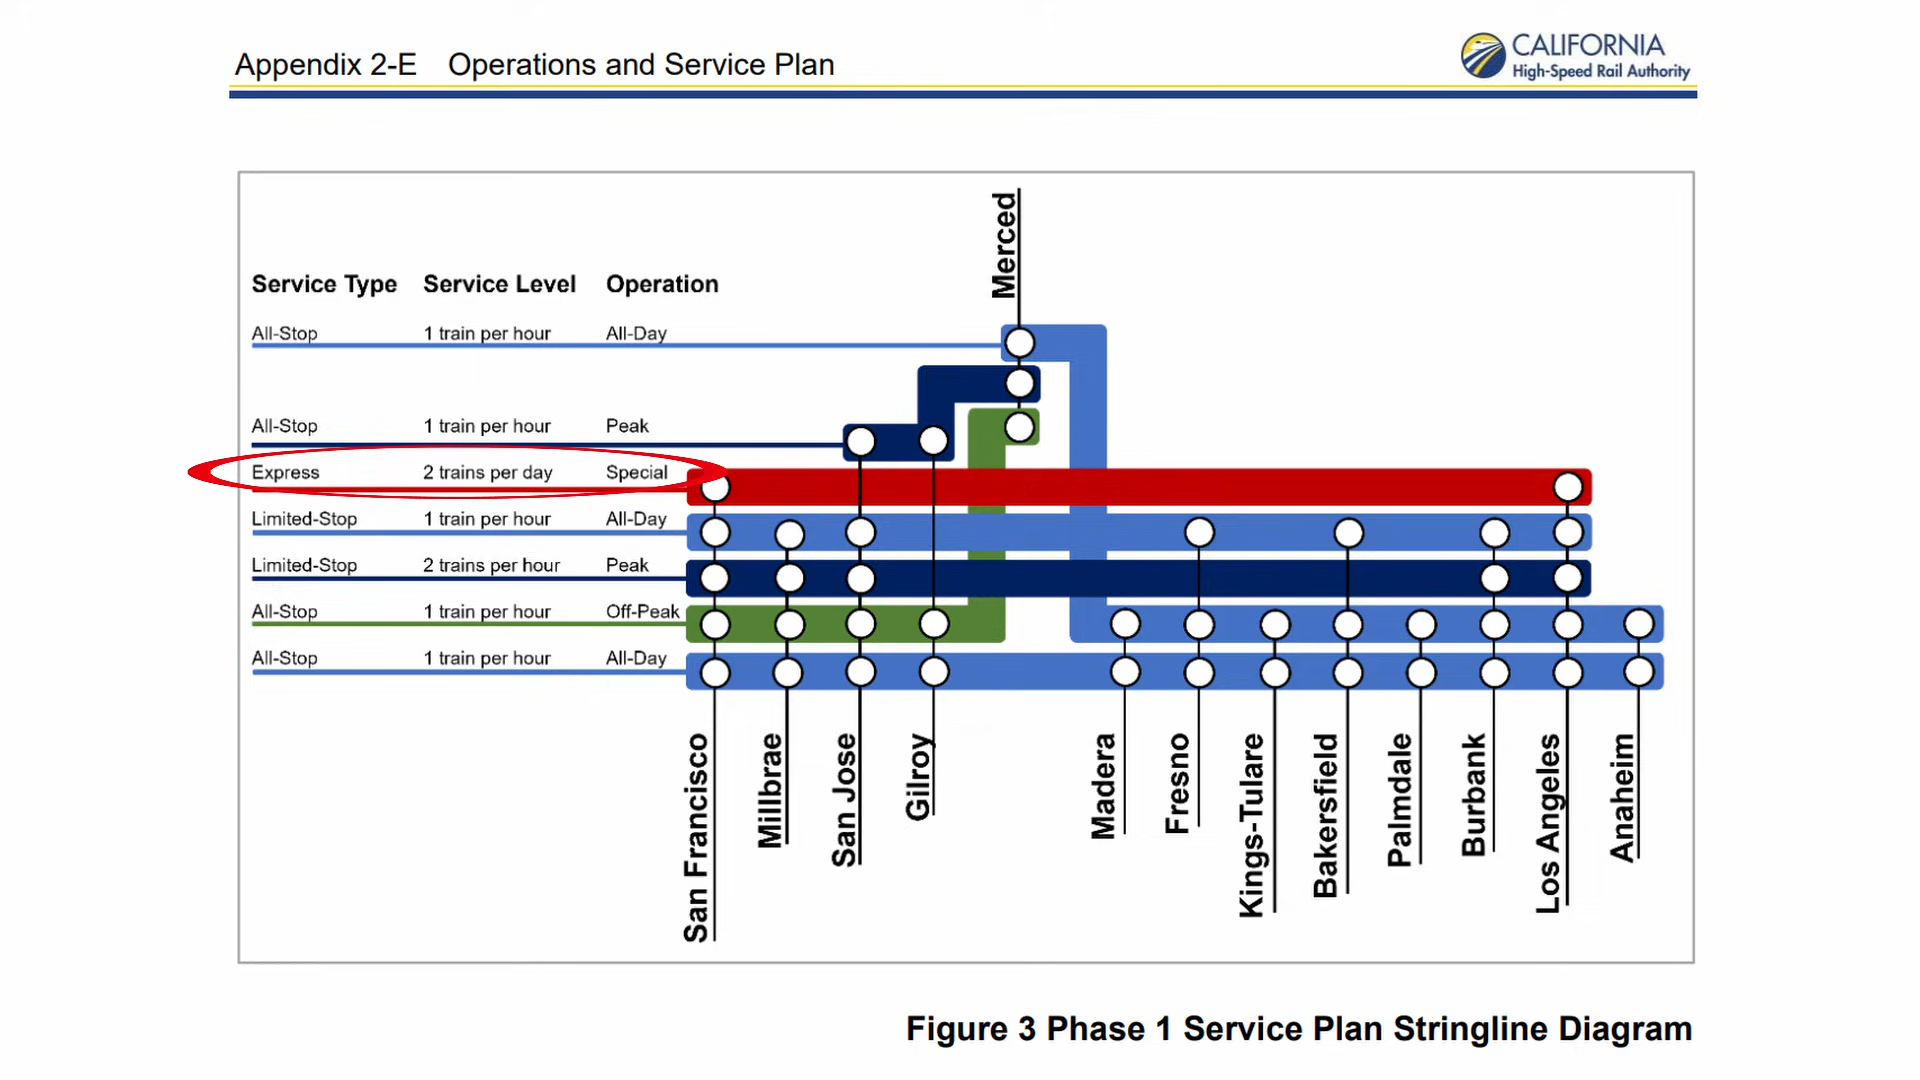 Appendix 2-E Operations and Service Plan
CALIFORNIA
High-Speed Rail Authority
Merced
Service Type Service Level Operation
All-Stop 1 train per hour All-Day
All-Stop 1 train per hour Peak
Express 2 trains per day Special
Limited-Stop 1 train per hour All-Day
Limited-Stop 2 trains per hour Peak
All-Stop 1 train per hour Off-Peak
All-Stop 1 train per hour All-Day
San Francisco
Millbrae
San Jose
Gilroy
Madera
Fresno
Kings-Tulare
Bakersfield
Palmdale
Burbank
Los Angeles
Anaheim
Figure 3 Phase 1 Service Plan Stringline Diagram